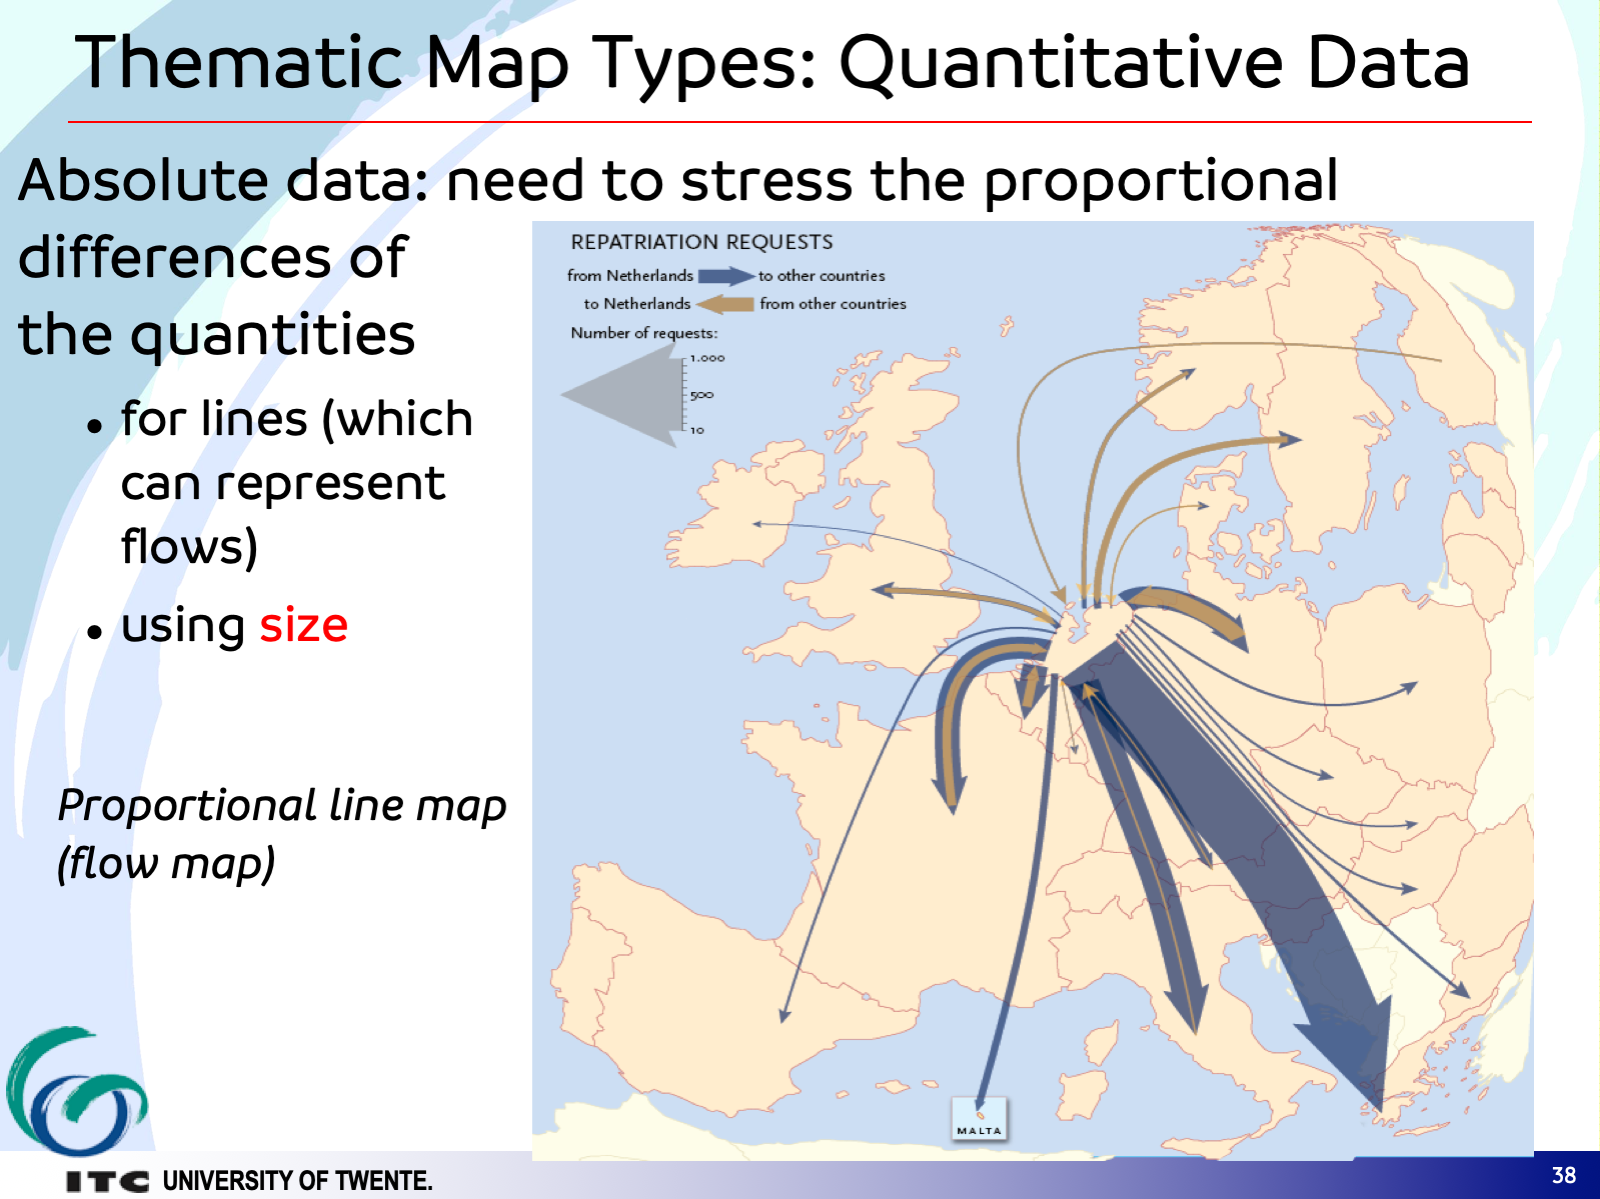 Thematic Map Types: Quantitative Data
Absolute data: need to stress the proportional
differences of
the quantities
• for lines (which
can represent
flows)
• using size
Proportional line map
(flow map)
REPATRIATION REQUESTS
from Netherlands to other countries
to Netherlands from other countries
Number of requests:
1.000
500
10
MALTA
ITC UNIVERSITY OF TWENTE.
38